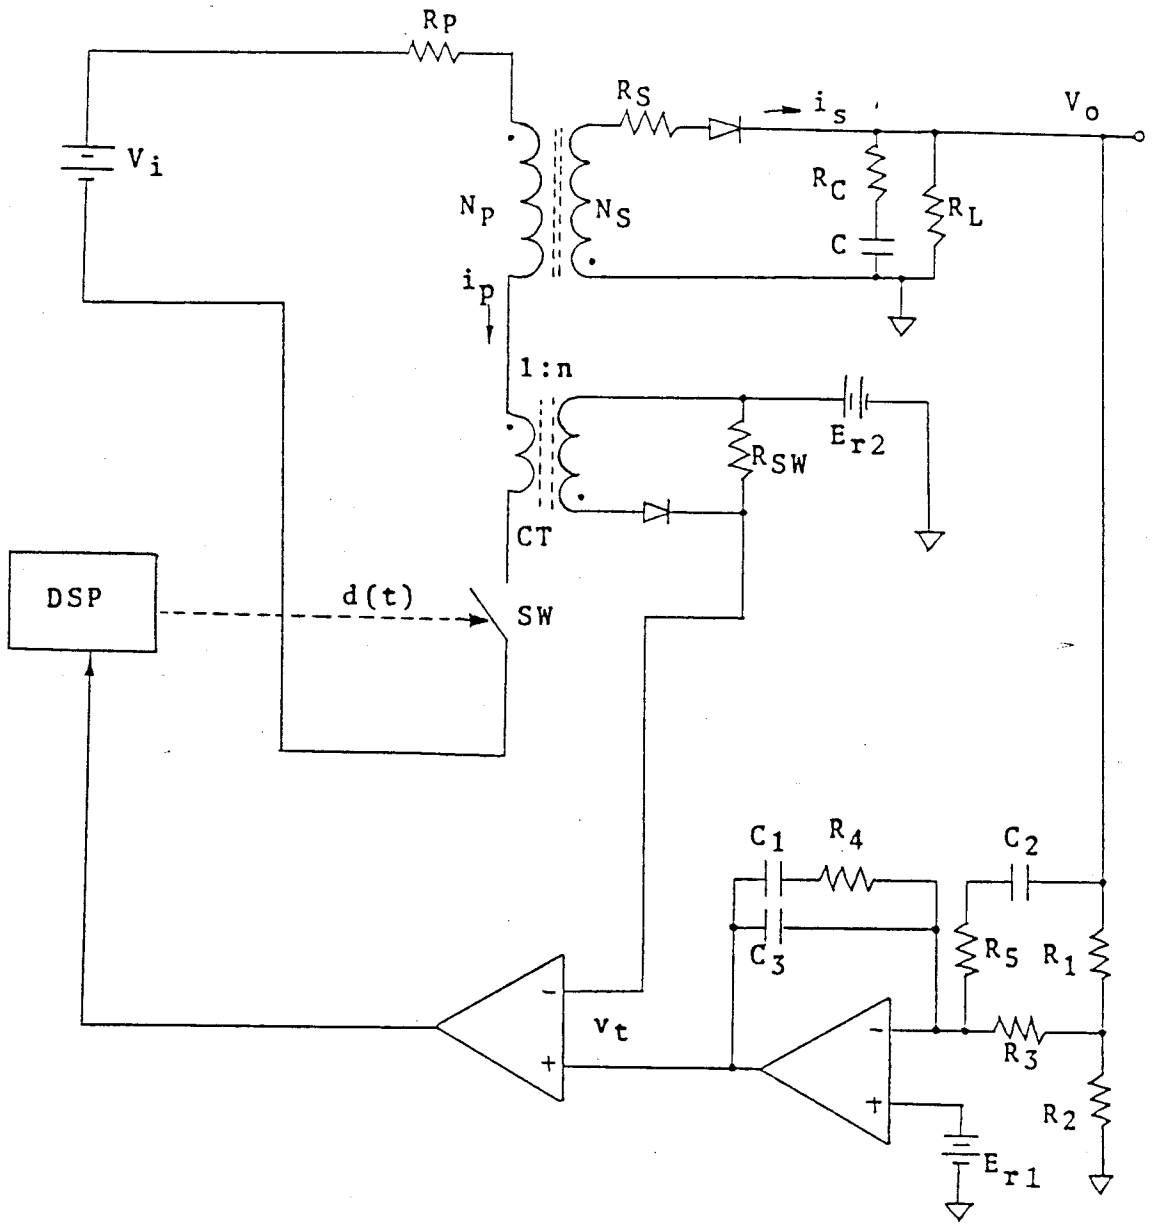 RP
RS
is
Vo
Vi
NP
NS
RC
RL
C
ip
1:n
Er2
RSW
CT
DSP
d(t)
SW
C1
R4
C2
C3
R5
R1
vt
-
+
-
+
R3
R2
Er1